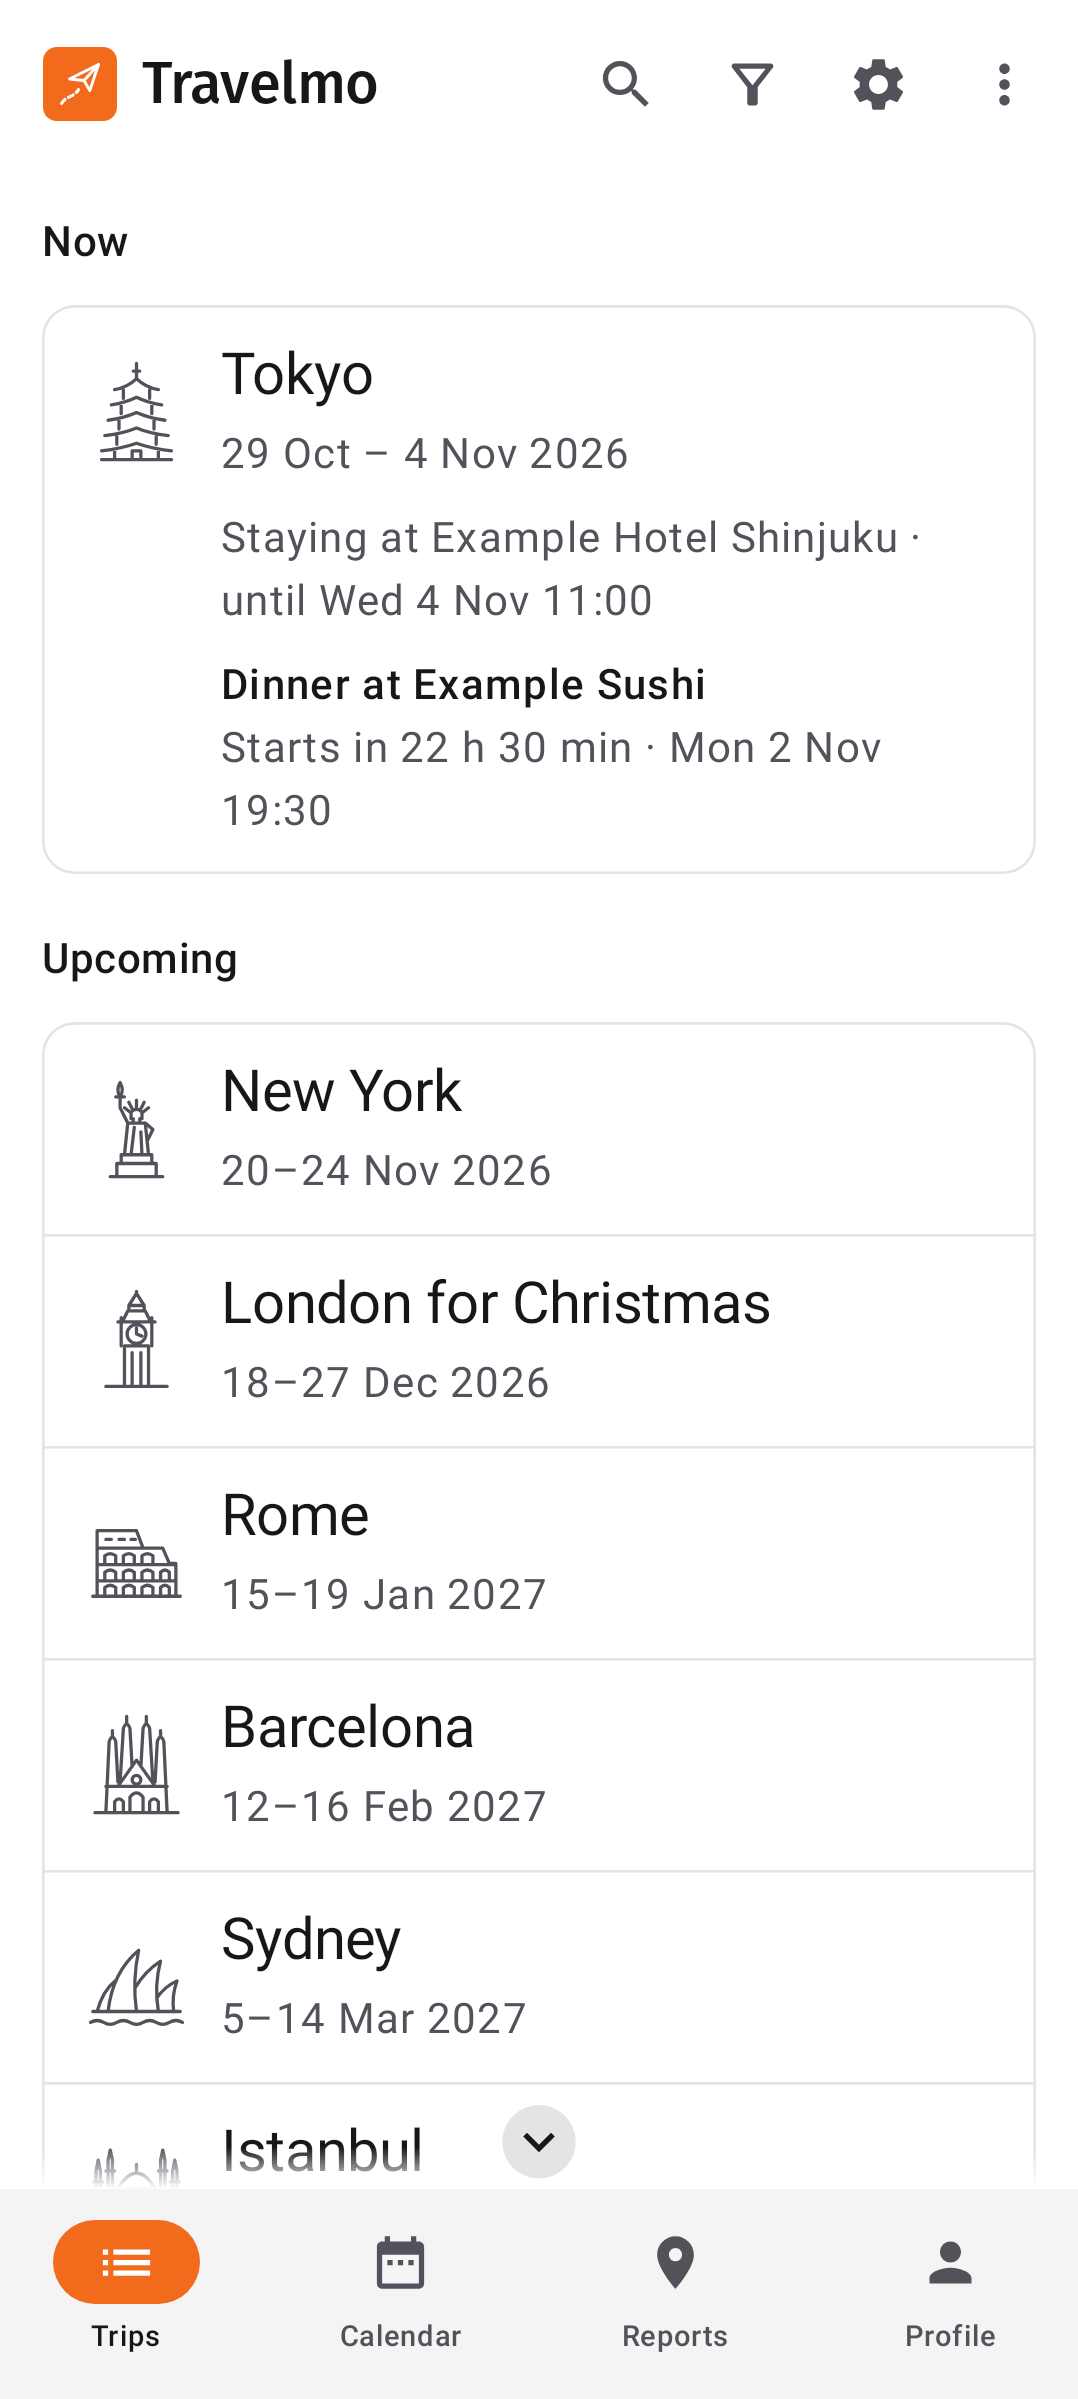 Travelmo
Now
Tokyo
29 Oct – 4 Nov 2026
Staying at Example Hotel Shinjuku ·
until Wed 4 Nov 11:00
Dinner at Example Sushi
Starts in 22 h 30 min · Mon 2 Nov
19:30
Upcoming
New York
20–24 Nov 2026
London for Christmas
18–27 Dec 2026
Rome
15–19 Jan 2027
Barcelona
12–16 Feb 2027
Sydney
5–14 Mar 2027
Istanbul
Trips
Calendar
Reports
Profile